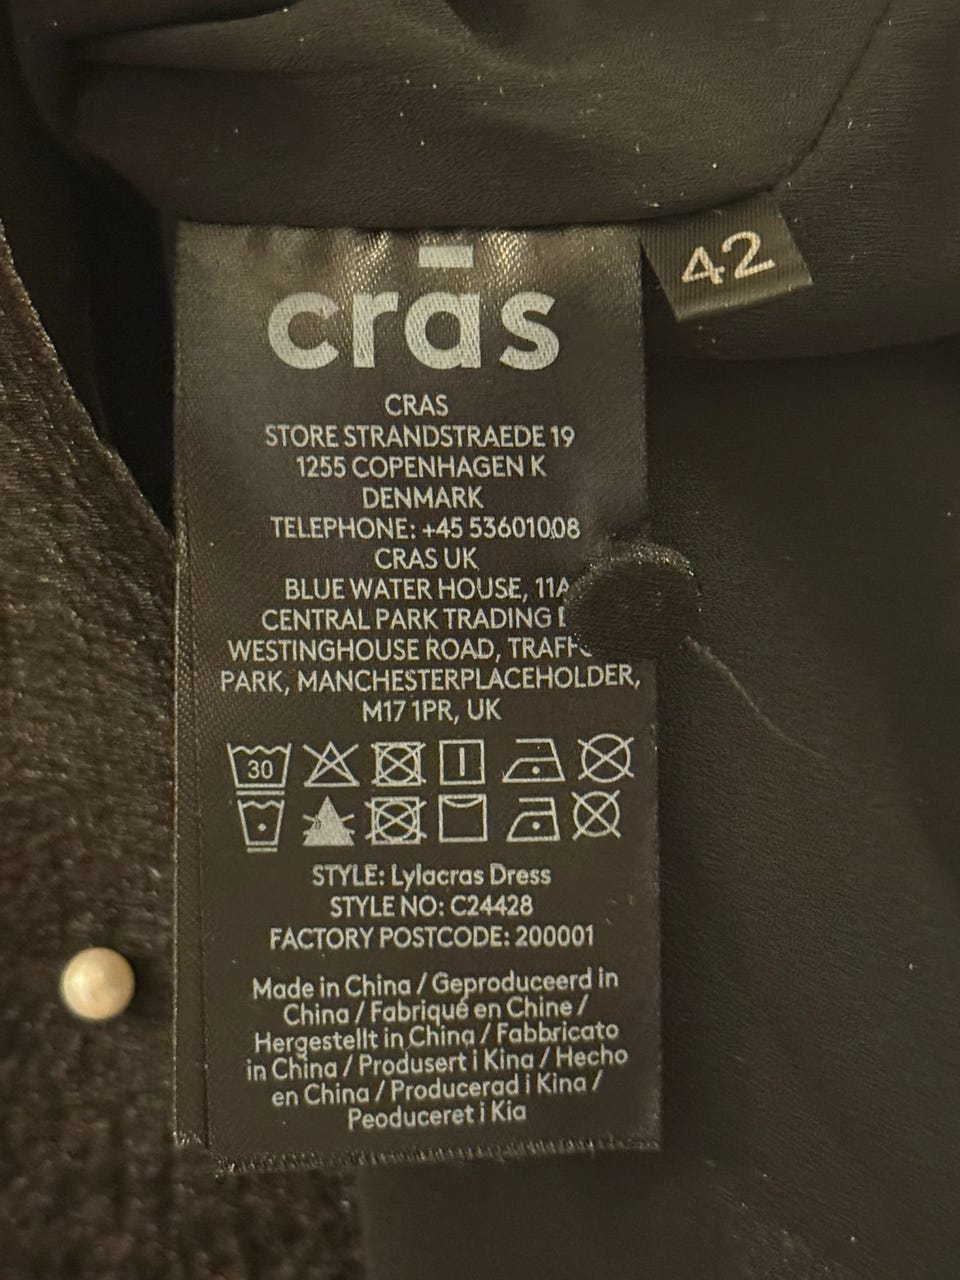 crās
42
CRAS
STORE STRANDSTRAEDE 19
1255 COPENHAGEN K
DENMARK
TELEPHONE: +45 53601008
CRAS UK
BLUE WATER HOUSE, 11A
CENTRAL PARK TRADING
WESTINGHOUSE ROAD,
PARK, MANCHESTERPLACEHOLDER,
M17 1PR, UK
30
STYLE: Lylacras Dress
STYLE NO: C24428
FACTORY POSTCODE: 200001
Made in China / Geproduceerd in
China / Fabriqué en Chine /
Hergestellt in China / Fabbricato
in China / Produsert i Kina / Hecho
en China / Producerad i Kina /
Peoduceret i Kia